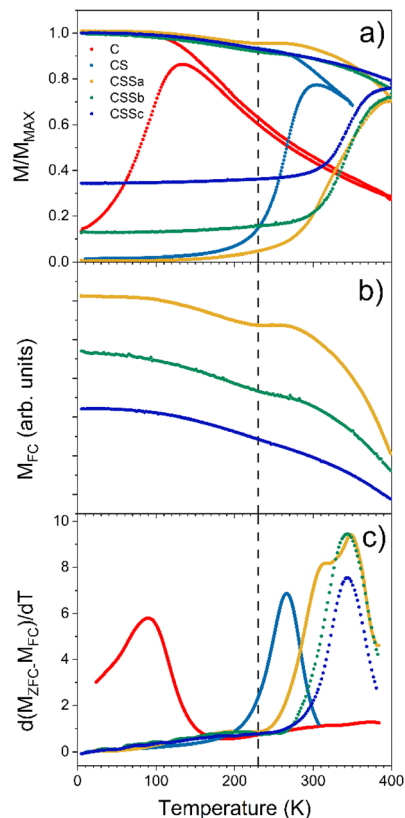 a)
1.0
0.8
0.6
0.4
0.2
0.0
M/M_MAX
C
CS
CSSa
CSSb
CSSc
b)
M_FC (arb. units)
c)
10
8
6
4
2
0
d(M_ZFC-M_FC)/dT
0 100 200 300 400
Temperature (K)